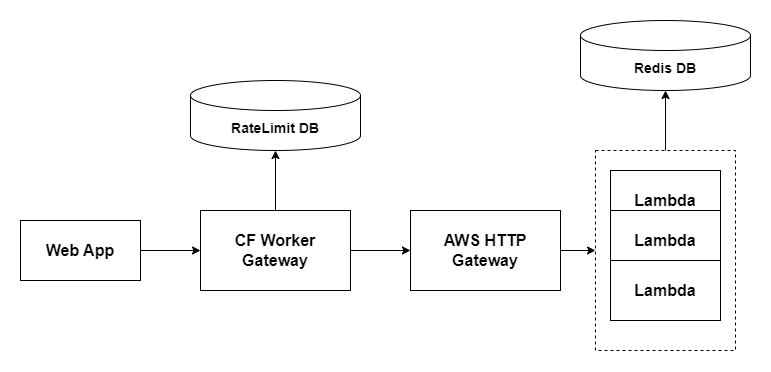 Redis DB
RateLimit DB
Web App
CF Worker
Gateway
AWS HTTP
Gateway
Lambda
Lambda
Lambda